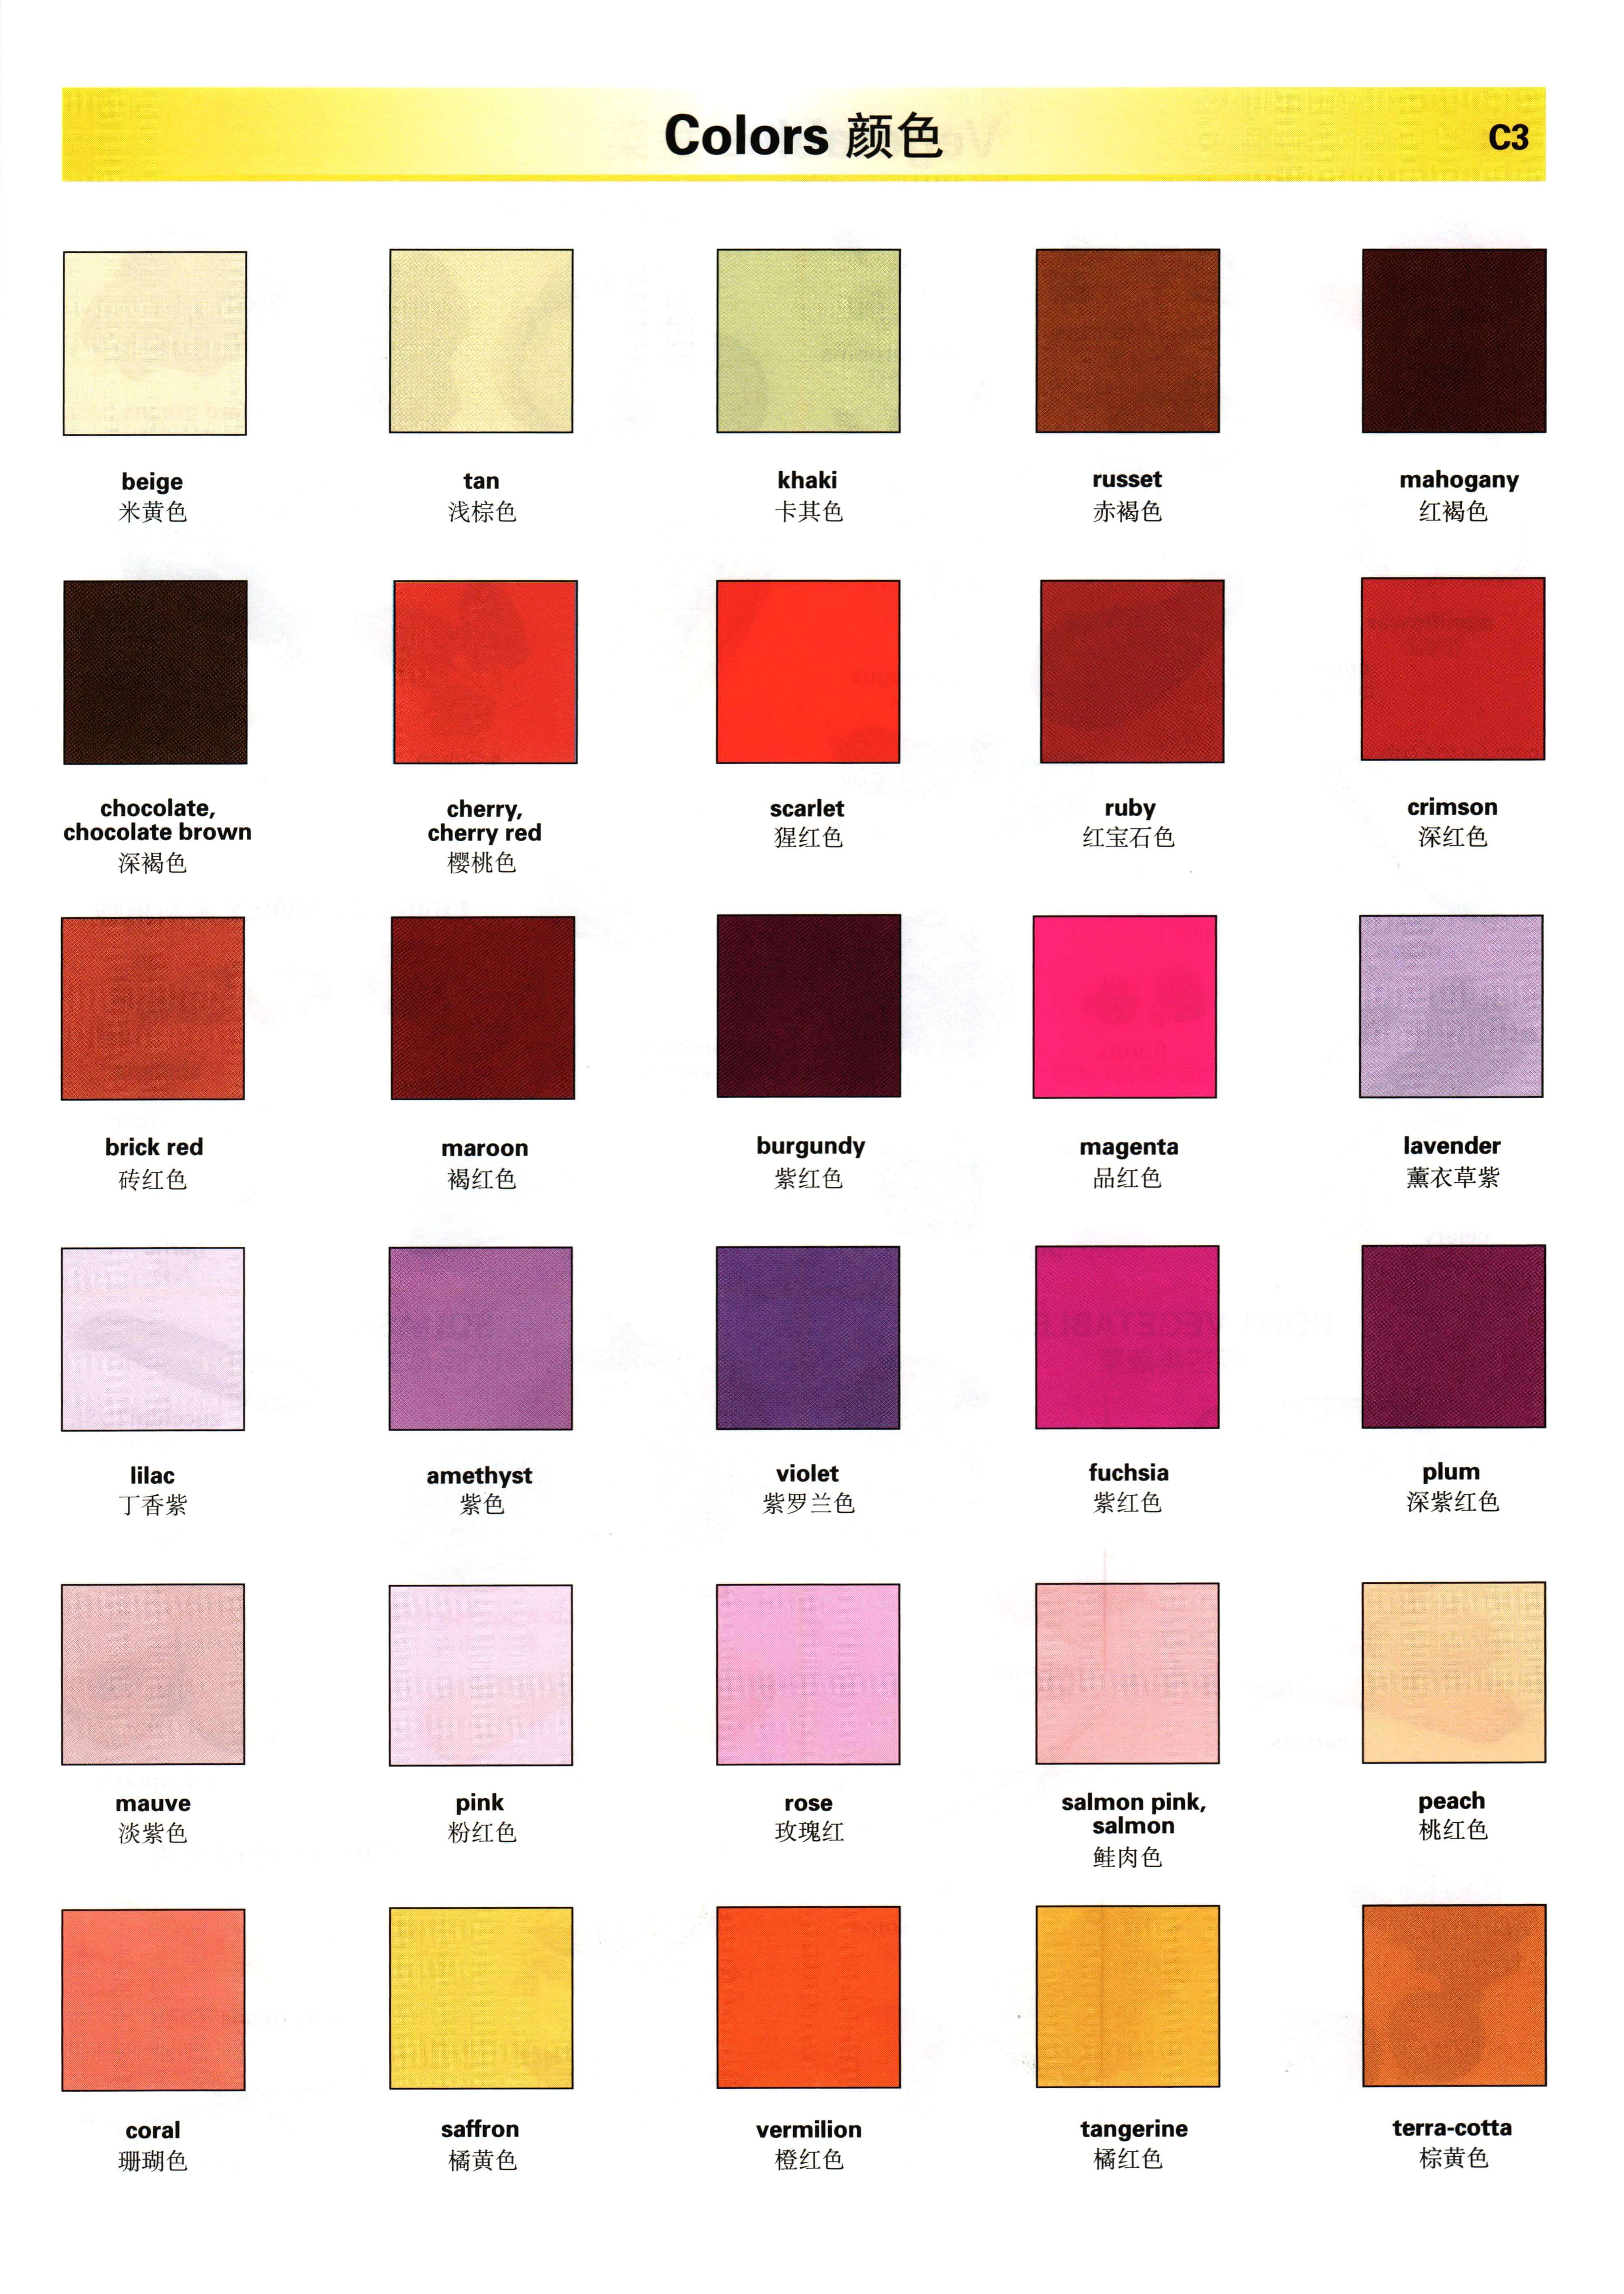 Colors 颜色
C3
beige
米黄色
tan
浅棕色
khaki
卡其色
russet
赤褐色
mahogany
红褐色
chocolate,
chocolate brown
深褐色
cherry,
cherry red
樱桃色
scarlet
猩红色
ruby
红宝石色
crimson
深红色
brick red
砖红色
maroon
褐红色
burgundy
紫红色
magenta
品红色
lavender
薰衣草紫
lilac
丁香紫
amethyst
紫色
violet
紫罗兰色
fuchsia
紫红色
plum
深紫红色
mauve
淡紫色
pink
粉红色
rose
玫瑰红
salmon pink,
salmon
鲑肉色
peach
桃红色
coral
珊瑚色
saffron
橘黄色
vermilion
橙红色
tangerine
橘红色
terra-cotta
棕黄色